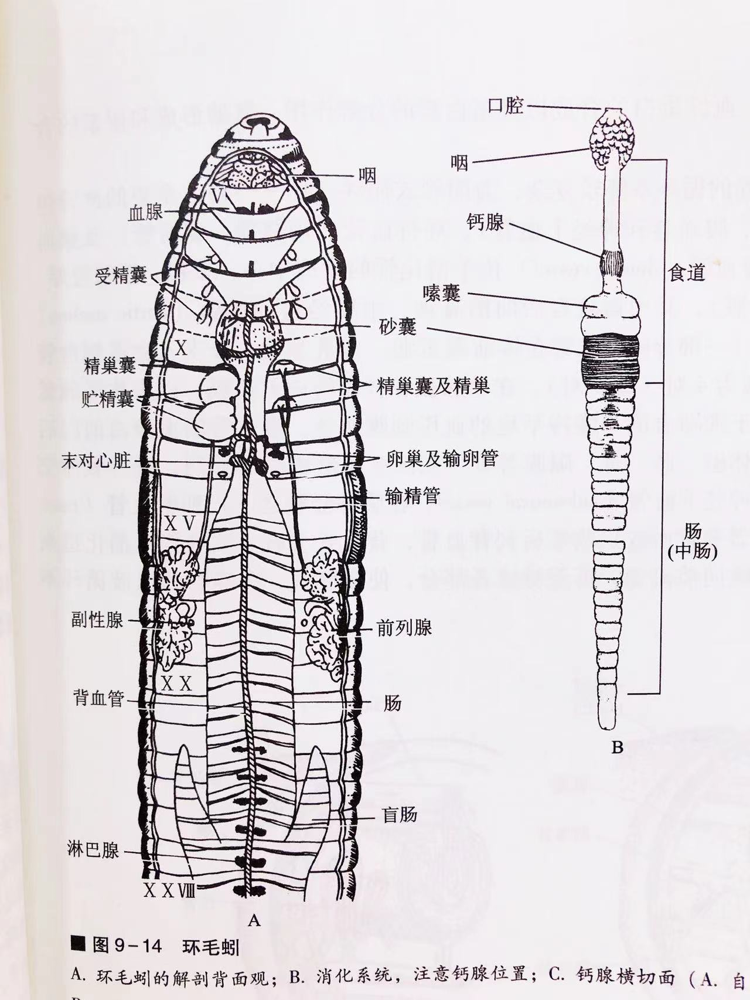 口腔
咽
钙腺
食道
嗉囊
砂囊
肠
(中肠)
B
咽
V
血腺
受精囊
X
精巢囊
精巢囊及精巢
贮精囊
末对心脏
卵巢及输卵管
输精管
XV
副性腺
前列腺
XX
背血管
肠
盲肠
淋巴腺
XXⅧ
A
■图9-14 环毛蚓
A. 环毛蚓的解剖背面观；B. 消化系统，注意钙腺位置；C. 钙腺横切面（A. 自